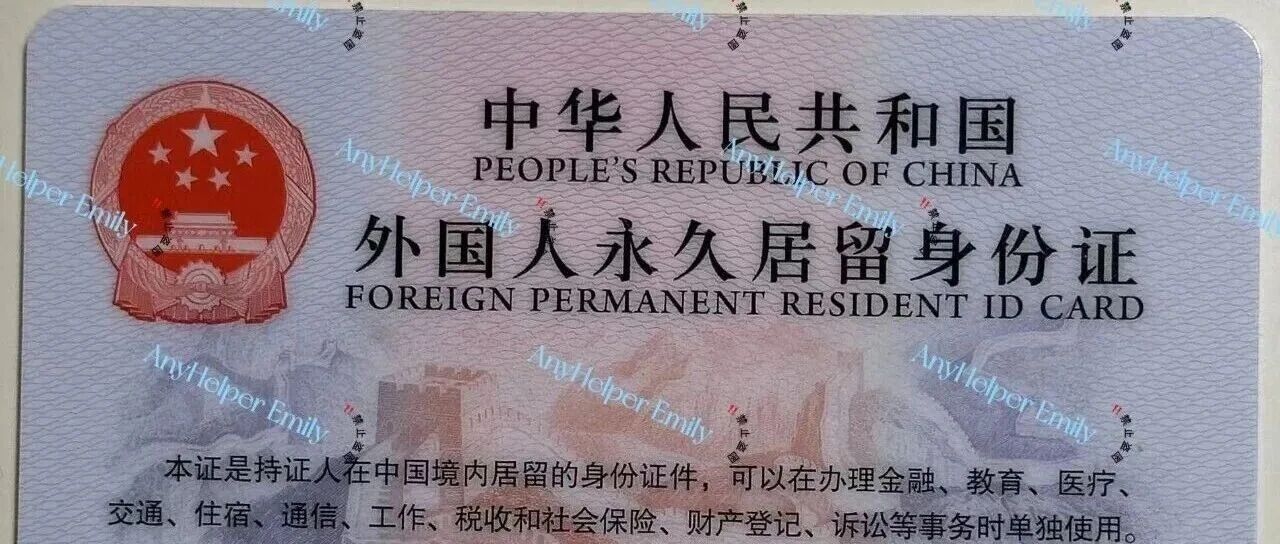 中华人民共和国
PEOPLE'S REPUBLIC OF CHINA
外国人永久居留身份证
FOREIGN PERMANENT RESIDENT ID CARD
本证是持证人在中国境内居留的身份证件，可以在办理金融、教育、医疗、
交通、住宿、通信、工作、税收和社会保险、财产登记、诉讼等事务时单独使用。
AnyHelper Emily
!!禁止盗图